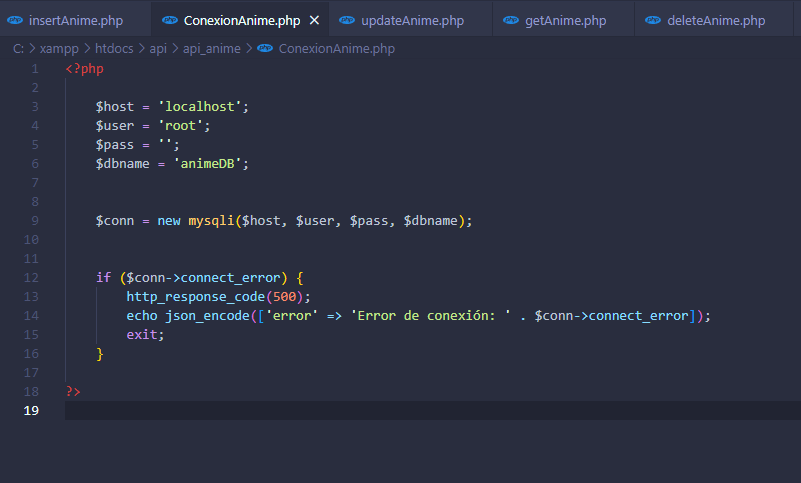 insertAnime.php ConexionAnime.php × updateAnime.php getAnime.php deleteAnime.php
C: > xampp > htdocs > api > api_anime > ConexionAnime.php
1 <?php
2
3 $host = 'localhost';
4 $user = 'root';
5 $pass = '';
6 $dbname = 'animeDB';
7
8
9 $conn = new mysqli($host, $user, $pass, $dbname);
10
11
12 if ($conn->connect_error) {
13 http_response_code(500);
14 echo json_encode(['error' => 'Error de conexión: ' . $conn->connect_error]);
15 exit;
16 }
17
18 ?>
19